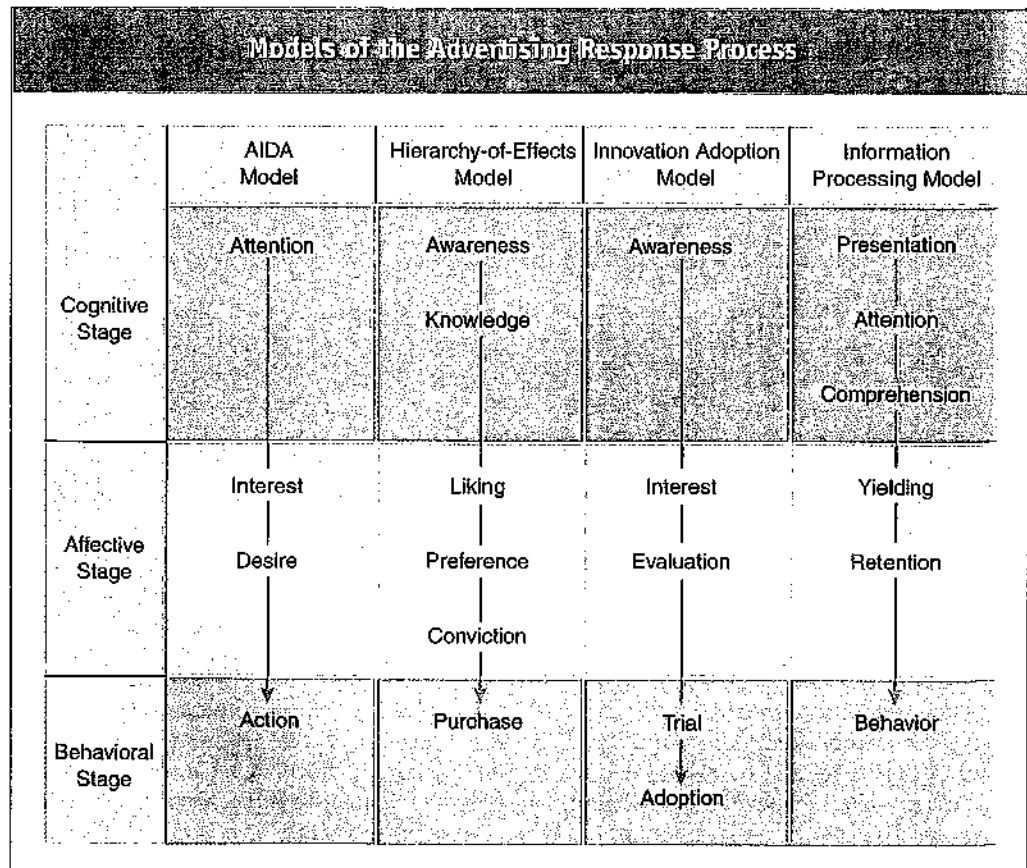 Models of the Advertising Response Process
AIDA Model
Hierarchy-of-Effects Model
Innovation Adoption Model
Information Processing Model
Cognitive Stage
Attention
Awareness
Knowledge
Awareness
Presentation
Attention
Comprehension
Affective Stage
Interest
Desire
Liking
Preference
Conviction
Interest
Evaluation
Yielding
Retention
Behavioral Stage
Action
Purchase
Trial
Adoption
Behavior